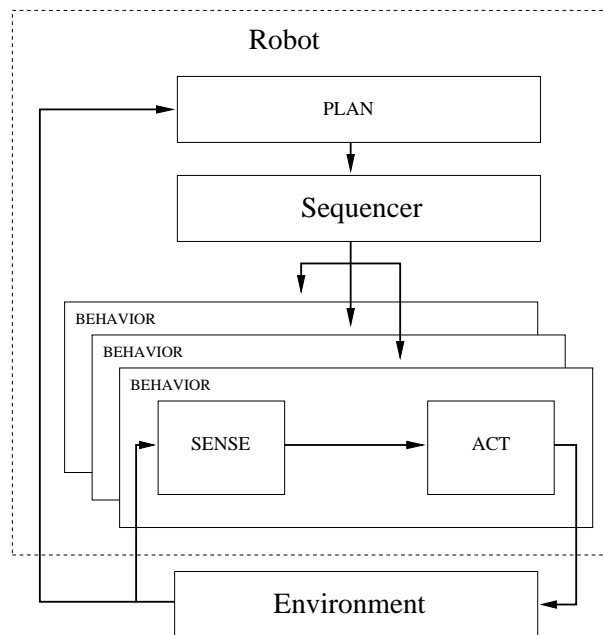 Robot
PLAN
Sequencer
BEHAVIOR
BEHAVIOR
BEHAVIOR
SENSE
ACT
Environment